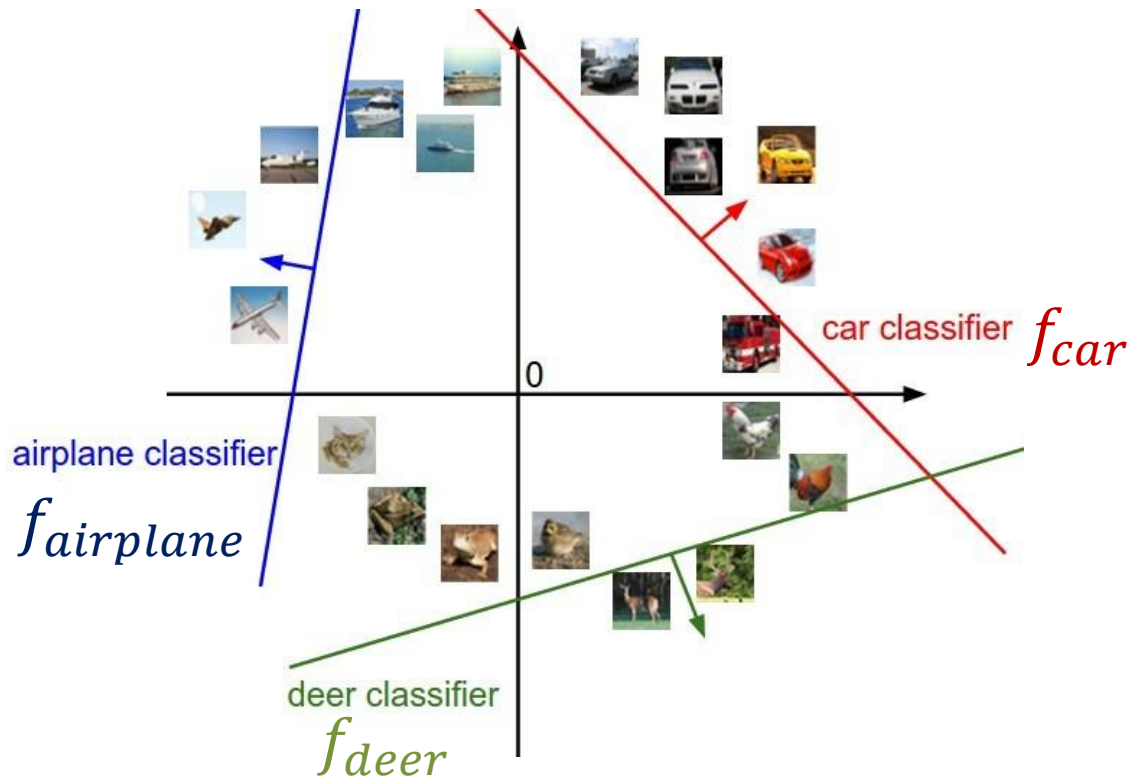 0
car classifier f_car
airplane classifier
f_airplane
deer classifier
f_deer